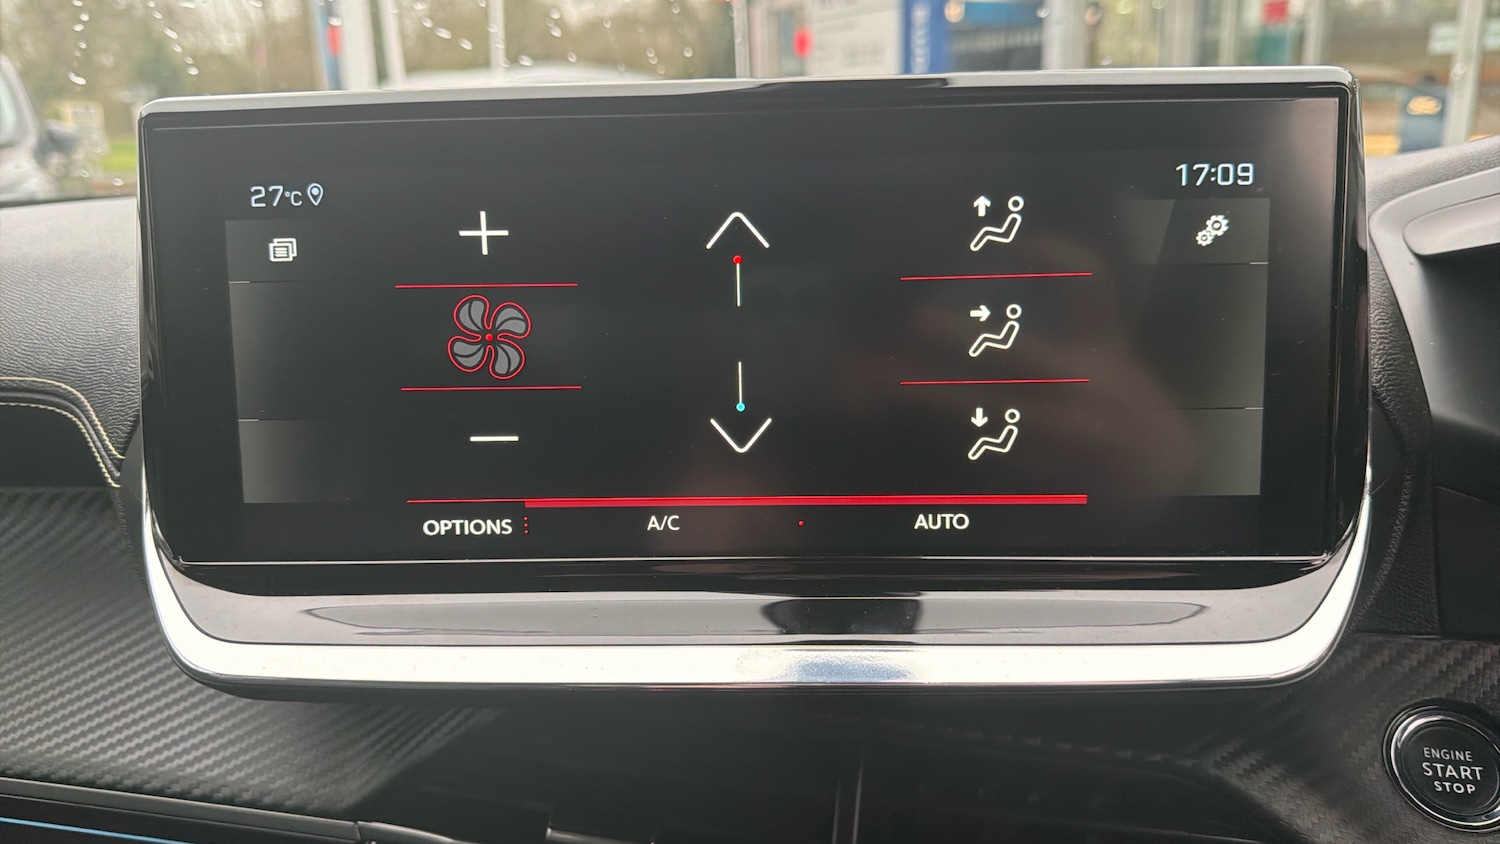 27°C
17:09
OPTIONS
A/C
AUTO
ENGINE
START
STOP